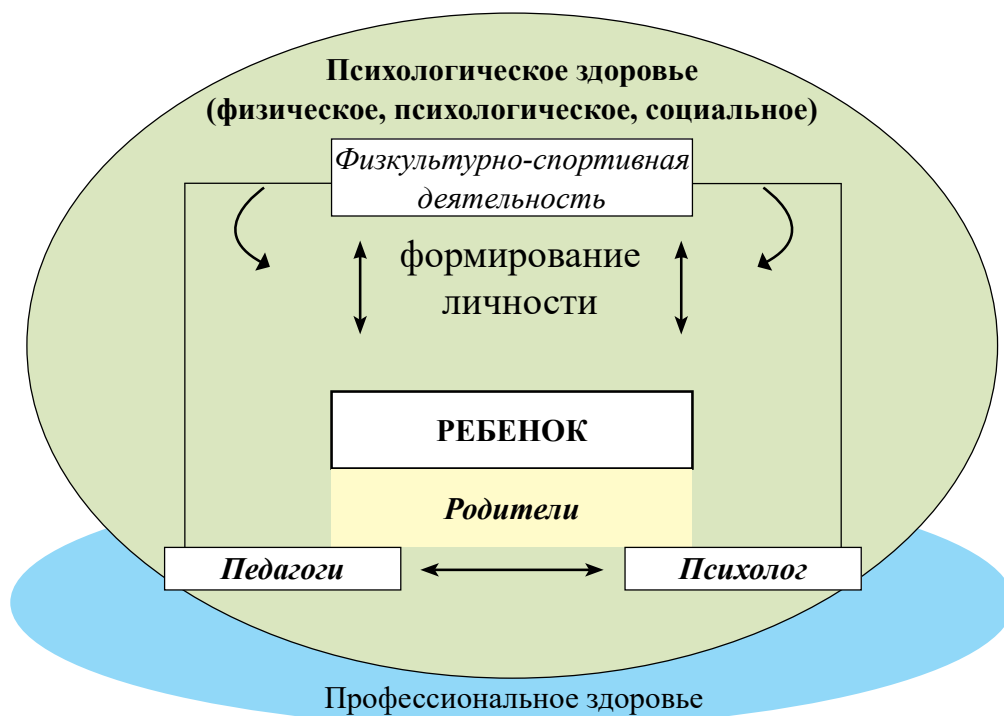 Психологическое здоровье
(физическое, психологическое, социальное)
Физкультурно-спортивная
деятельность
формирование
личности
РЕБЕНОК
Родители
Педагоги
Психолог
Профессиональное здоровье